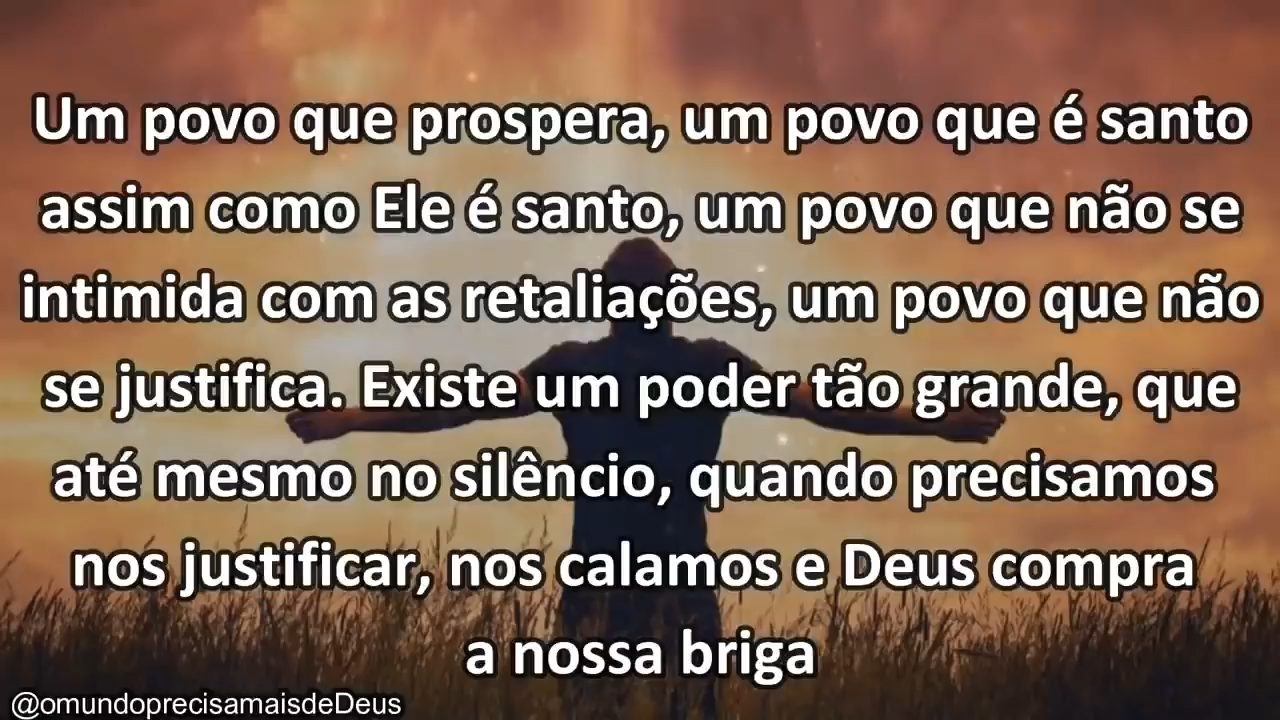 Um povo que prospera, um povo que é santo
assim como Ele é santo, um povo que não se
intimida com as retaliações, um povo que não
se justifica. Existe um poder tão grande, que
até mesmo no silêncio, quando precisamos
nos justificar, nos calamos e Deus compra
a nossa briga
@omundoprecisamaisdeDeus